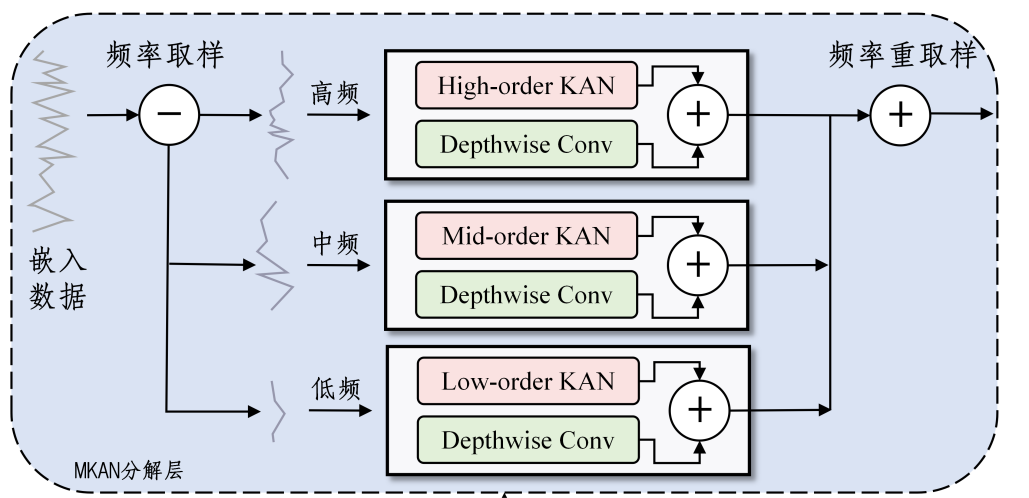 频率取样
频率重取样
嵌入
数据
高频
High-order KAN
Depthwise Conv
中频
Mid-order KAN
Depthwise Conv
低频
Low-order KAN
Depthwise Conv
MKAN分解层